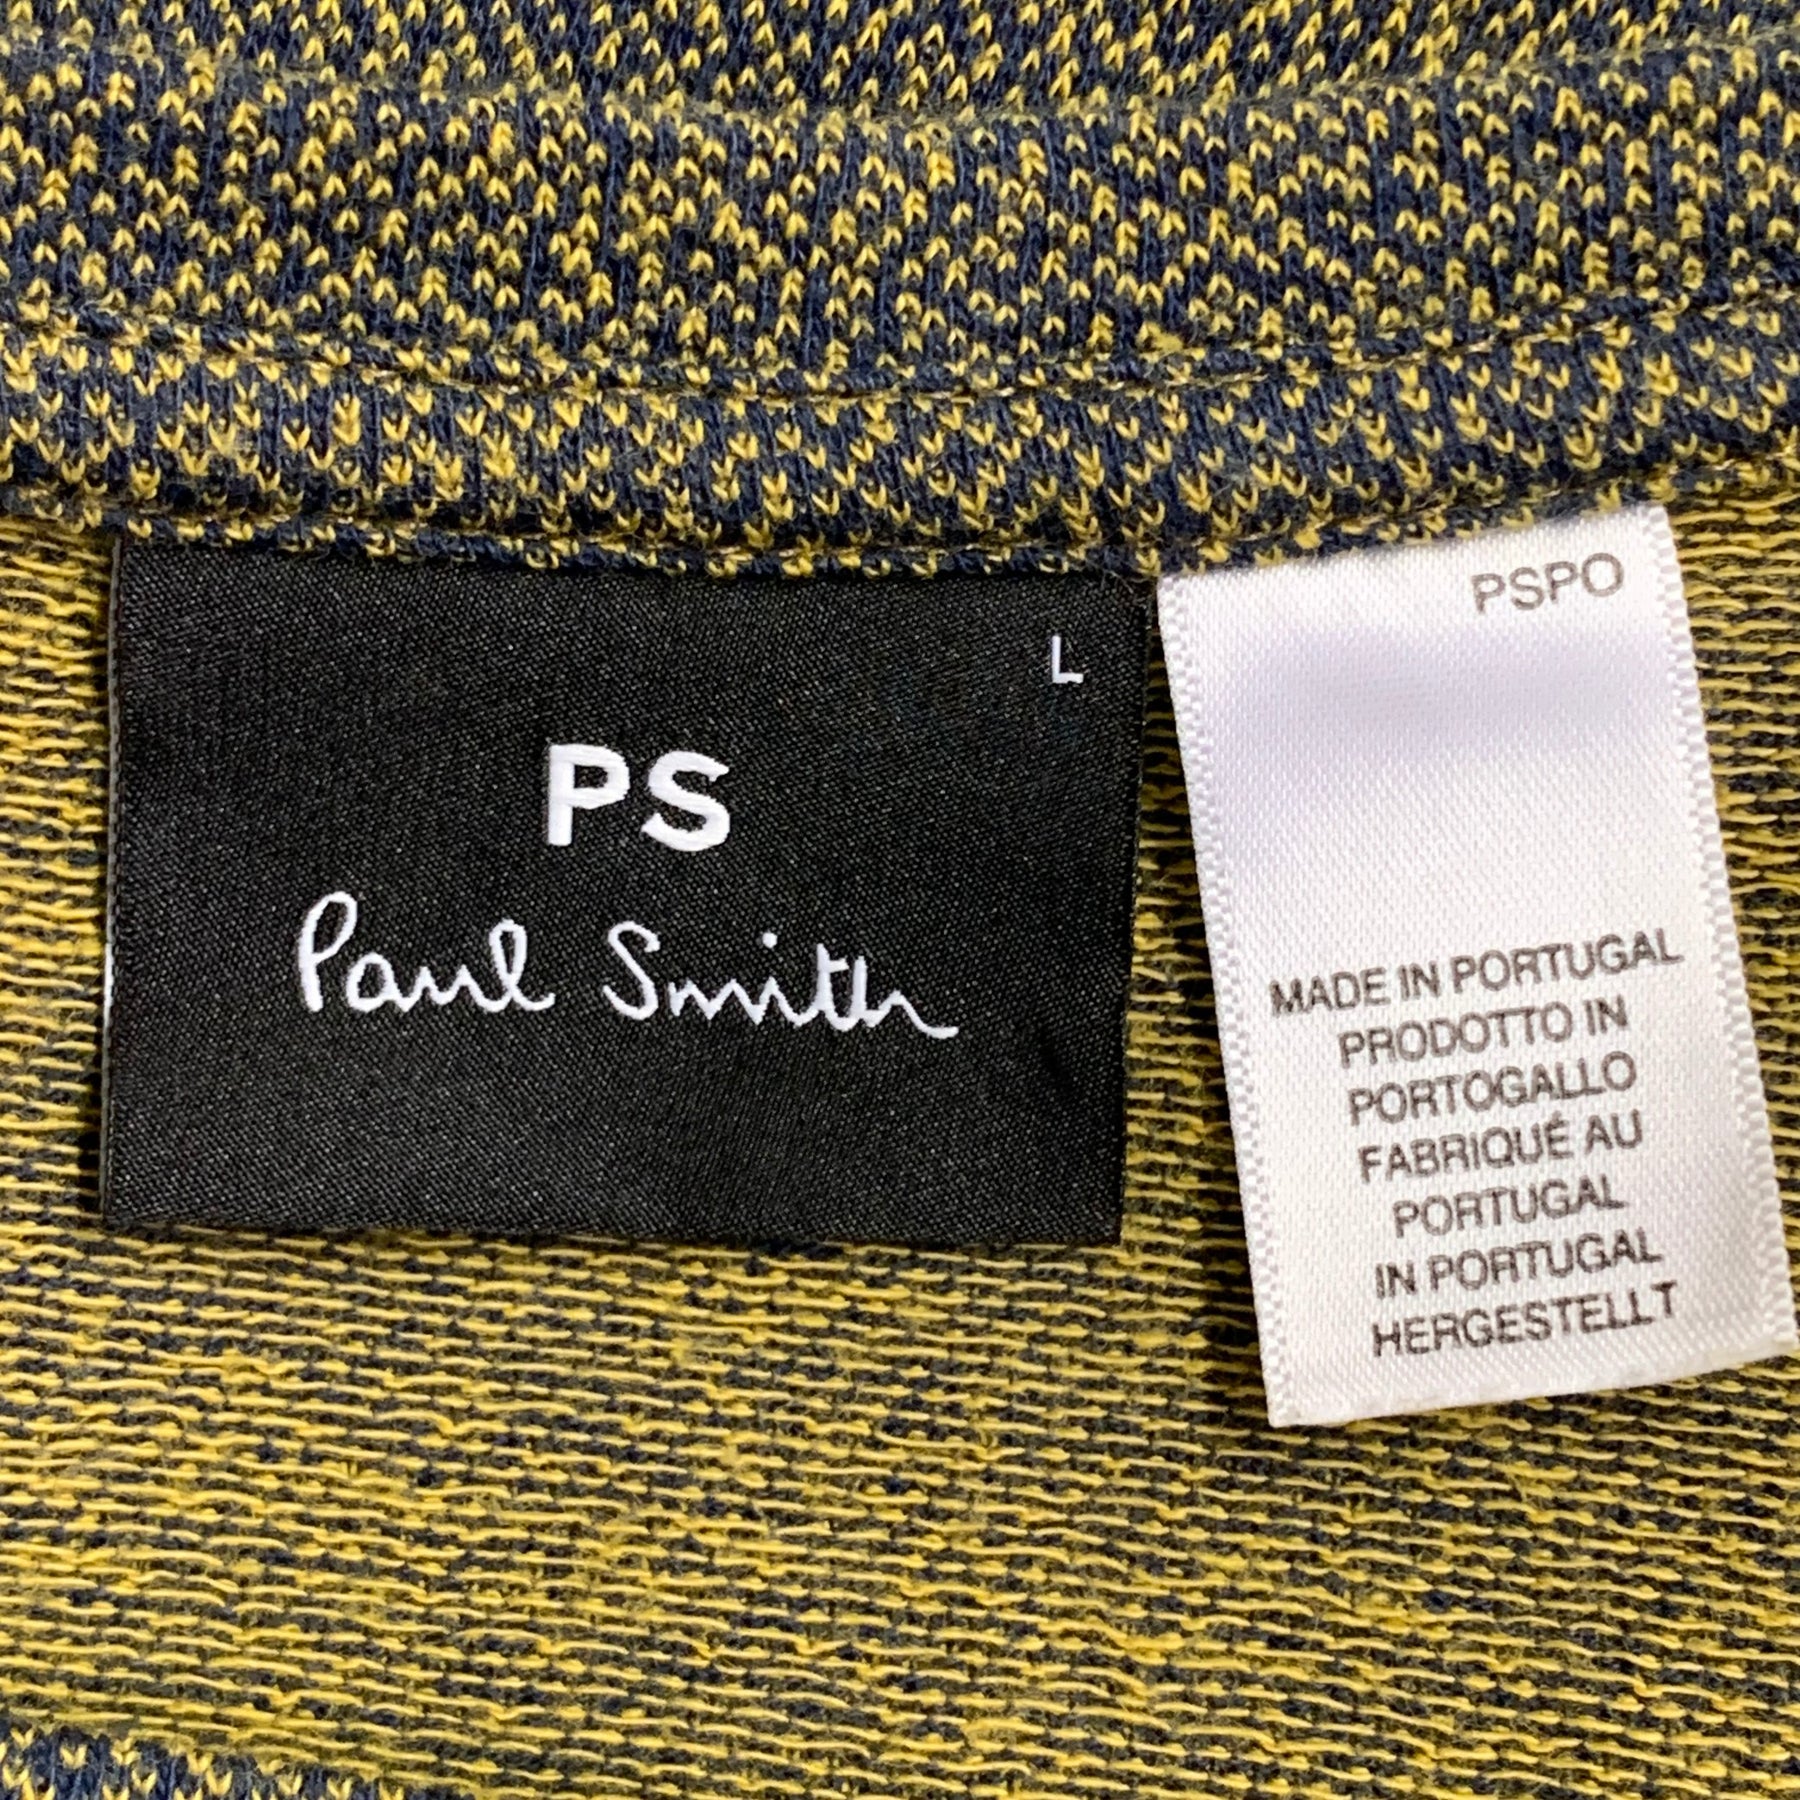 L
PS
Paul Smith
PSPO
MADE IN PORTUGAL
PRODOTTO IN
PORTOGALLO
FABRIQUÉ AU
PORTUGAL
IN PORTUGAL
HERGESTELLT